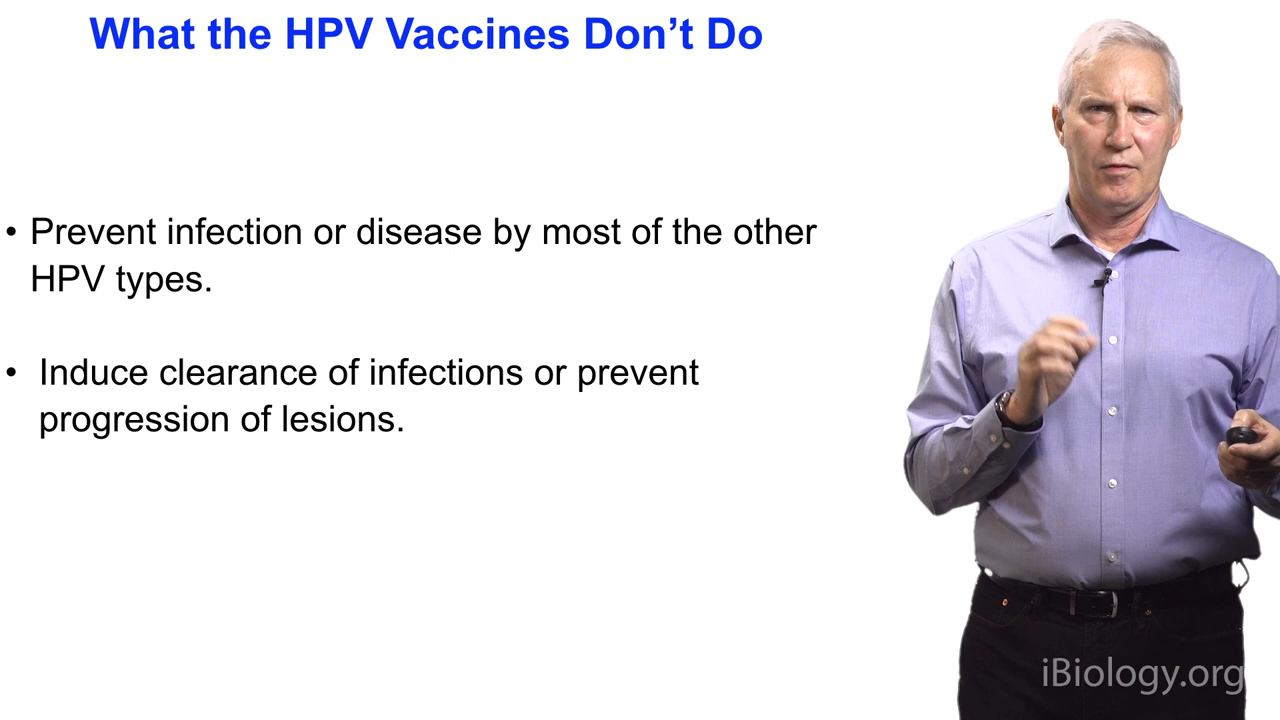 What the HPV Vaccines Don’t Do
• Prevent infection or disease by most of the other
HPV types.
• Induce clearance of infections or prevent
progression of lesions.
iBiology.org